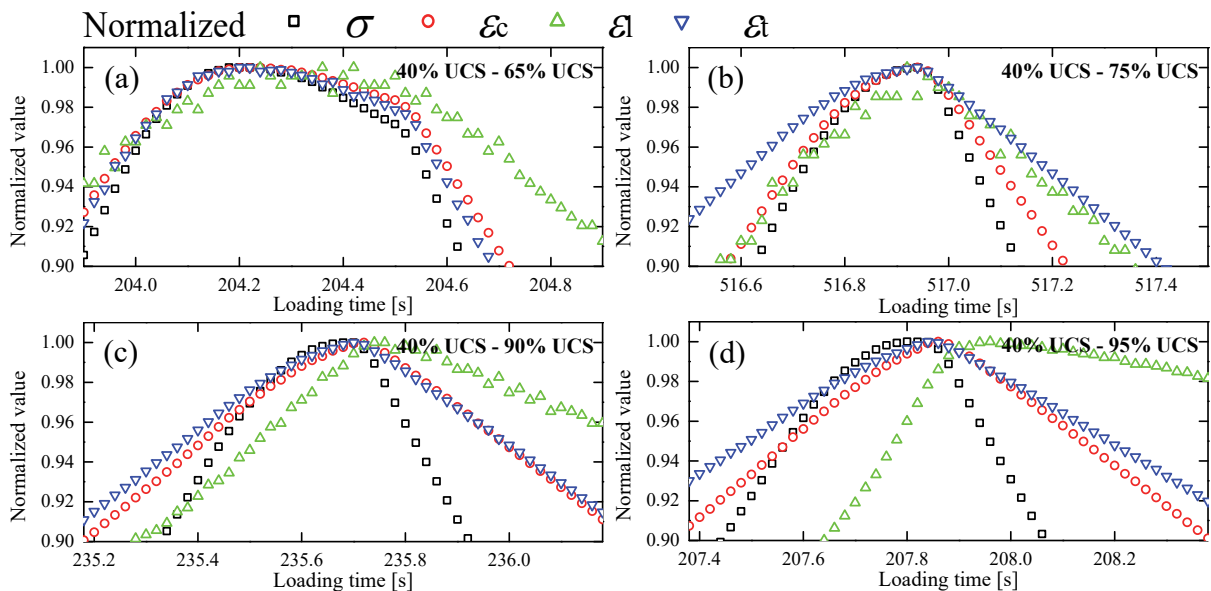 Normalized σ εc εl εt
(a) 40% UCS - 65% UCS
Normalized value
1.00
0.98
0.96
0.94
0.92
0.90
204.0 204.2 204.4 204.6 204.8
Loading time [s]
(b) 40% UCS - 75% UCS
Normalized value
1.00
0.98
0.96
0.94
0.92
0.90
516.6 516.8 517.0 517.2 517.4
Loading time [s]
(c) 40% UCS - 90% UCS
Normalized value
1.00
0.98
0.96
0.94
0.92
0.90
235.2 235.4 235.6 235.8 236.0
Loading time [s]
(d) 40% UCS - 95% UCS
Normalized value
1.00
0.98
0.96
0.94
0.92
0.90
207.4 207.6 207.8 208.0 208.2
Loading time [s]